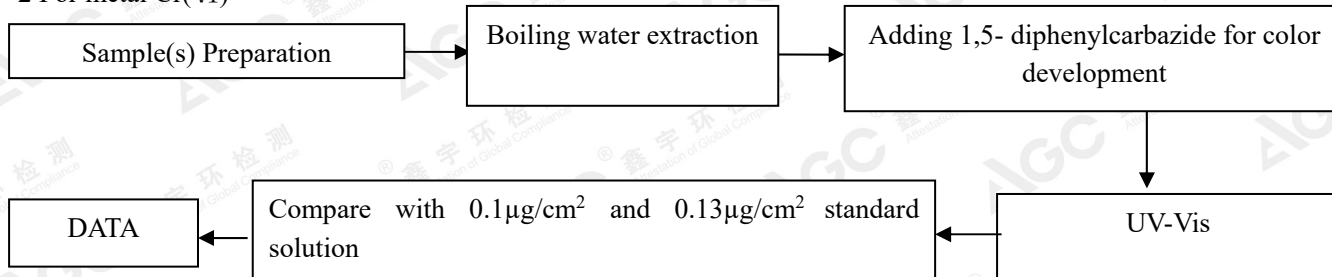 2 For metal Cr(VI)
Sample(s) Preparation
Boiling water extraction
Adding 1,5- diphenylcarbazide for color
development
UV-Vis
Compare with 0.1µg/cm² and 0.13µg/cm² standard
solution
DATA